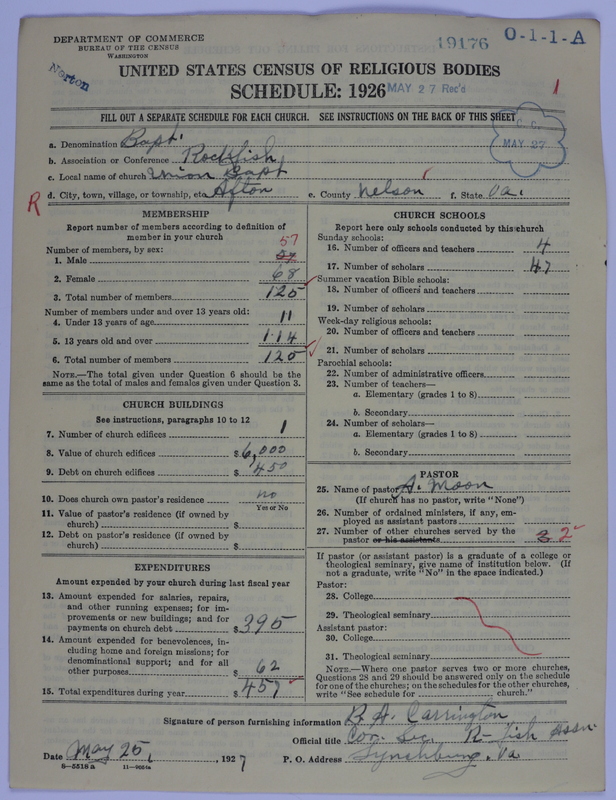 DEPARTMENT OF COMMERCE
BUREAU OF THE CENSUS
WASHINGTON
19176
O-1-1-A
Norton
UNITED STATES CENSUS OF RELIGIOUS BODIES
SCHEDULE: 1926
MAY 27 Rec'd
1
FILL OUT A SEPARATE SCHEDULE FOR EACH CHURCH. SEE INSTRUCTIONS ON THE BACK OF THIS SHEET
C. C.
MAY 27
a. Denomination Bapt.
b. Association or Conference Rockfish
c. Local name of church Union Bapt
R
d. City, town, village, or township, etc. Afton e. County Nelson f. State Va.
MEMBERSHIP
Report number of members according to definition of
member in your church
Number of members, by sex:
57
1. Male
2. Female 68
3. Total number of members 125
Number of members under and over 13 years old:
4. Under 13 years of age 11
5. 13 years old and over 114
6. Total number of members 125
NOTE.—The total given under Question 6 should be
same as the total of males and females given under Question 3.
CHURCH BUILDINGS
See instructions, paragraphs 10 to 12
7. Number of church edifices 1
8. Value of church edifices $6,000
9. Debt on church edifices $450
10. Does church own pastor's residence no
Yes or No
11. Value of pastor's residence (if owned by
church) $
12. Debt on pastor's residence (if owned by
church) $
EXPENDITURES
Amount expended by your church during last fiscal year
13. Amount expended for salaries, repairs,
and other running expenses; for im-
provements or new buildings; and for
payments on church debt $395
14. Amount expended for benevolences, in-
cluding home and foreign missions; for
denominational support; and for all
other purposes $62
15. Total expenditures during year $457
CHURCH SCHOOLS
Report here only schools conducted by this church
Sunday schools:
16. Number of officers and teachers 4
17. Number of scholars 47
Summer vacation Bible schools:
18. Number of officers and teachers
19. Number of scholars
Week-day religious schools:
20. Number of officers and teachers
21. Number of scholars
Parochial schools:
22. Number of administrative officers
23. Number of teachers—
a. Elementary (grades 1 to 8)
b. Secondary
24. Number of scholars—
a. Elementary (grades 1 to 8)
b. Secondary
PASTOR
25. Name of pastor A. Moon
(If church has no pastor, write "None")
26. Number of ordained ministers, if any, em-
ployed as assistant pastors
27. Number of other churches served by the
pastor or his assistants 3 2
If pastor (or assistant pastor) is a graduate of a college or
theological seminary, give name of institution below. (If
not a graduate, write "No" in the space indicated.)
Pastor:
28. College
29. Theological seminary
Assistant pastor:
30. College
31. Theological seminary
NOTE.—Where one pastor serves two or more churches,
Questions 28 and 29 should be answered only on the schedule
for one of the churches; on the schedules for the other churches,
write "See schedule for church."
Signature of person furnishing information R. A. Carrington
Official title Cor. Sec. R-fish Assn.
Date May 25, 1927 P. O. Address Lynchburg, Va
8-5518 a 11-9054a